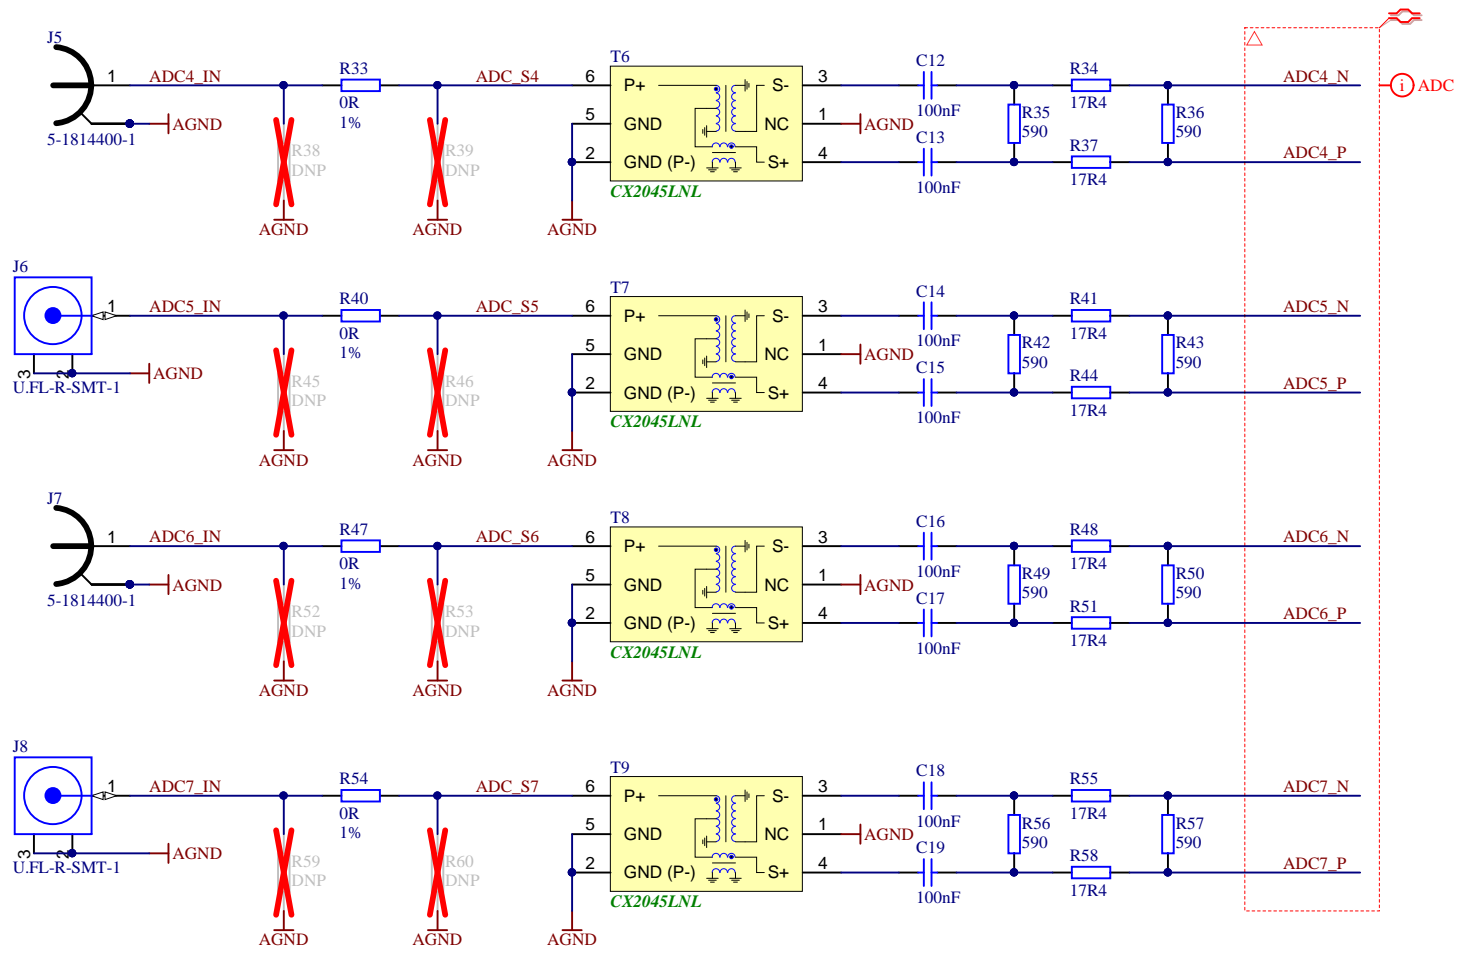 J5
1
ADC4_IN
AGND
5-1814400-1
R33
0R
1%
R38
DNP
AGND
R39
DNP
AGND
ADC_S4
AGND
T6
6
P+
S-
3
5
GND
NC
1
AGND
2
GND (P-)
S+
4
CX2045LNL
C12
100nF
C13
100nF
R34
17R4
R35
590
R36
590
R37
17R4
ADC4_N
ADC4_P
i
ADC
J6
1
3
2
U.FL-R-SMT-1
ADC5_IN
AGND
R40
0R
1%
R45
DNP
AGND
R46
DNP
AGND
ADC_S5
AGND
T7
6
P+
S-
3
5
GND
NC
1
AGND
2
GND (P-)
S+
4
CX2045LNL
C14
100nF
C15
100nF
R41
17R4
R42
590
R43
590
R44
17R4
ADC5_N
ADC5_P
J7
1
ADC6_IN
AGND
5-1814400-1
R47
0R
1%
R52
DNP
AGND
R53
DNP
AGND
ADC_S6
AGND
T8
6
P+
S-
3
5
GND
NC
1
AGND
2
GND (P-)
S+
4
CX2045LNL
C16
100nF
C17
100nF
R48
17R4
R49
590
R50
590
R51
17R4
ADC6_N
ADC6_P
J8
1
3
2
U.FL-R-SMT-1
ADC7_IN
AGND
R54
0R
1%
R59
DNP
AGND
R60
DNP
AGND
ADC_S7
AGND
T9
6
P+
S-
3
5
GND
NC
1
AGND
2
GND (P-)
S+
4
CX2045LNL
C18
100nF
C19
100nF
R55
17R4
R56
590
R57
590
R58
17R4
ADC7_N
ADC7_P